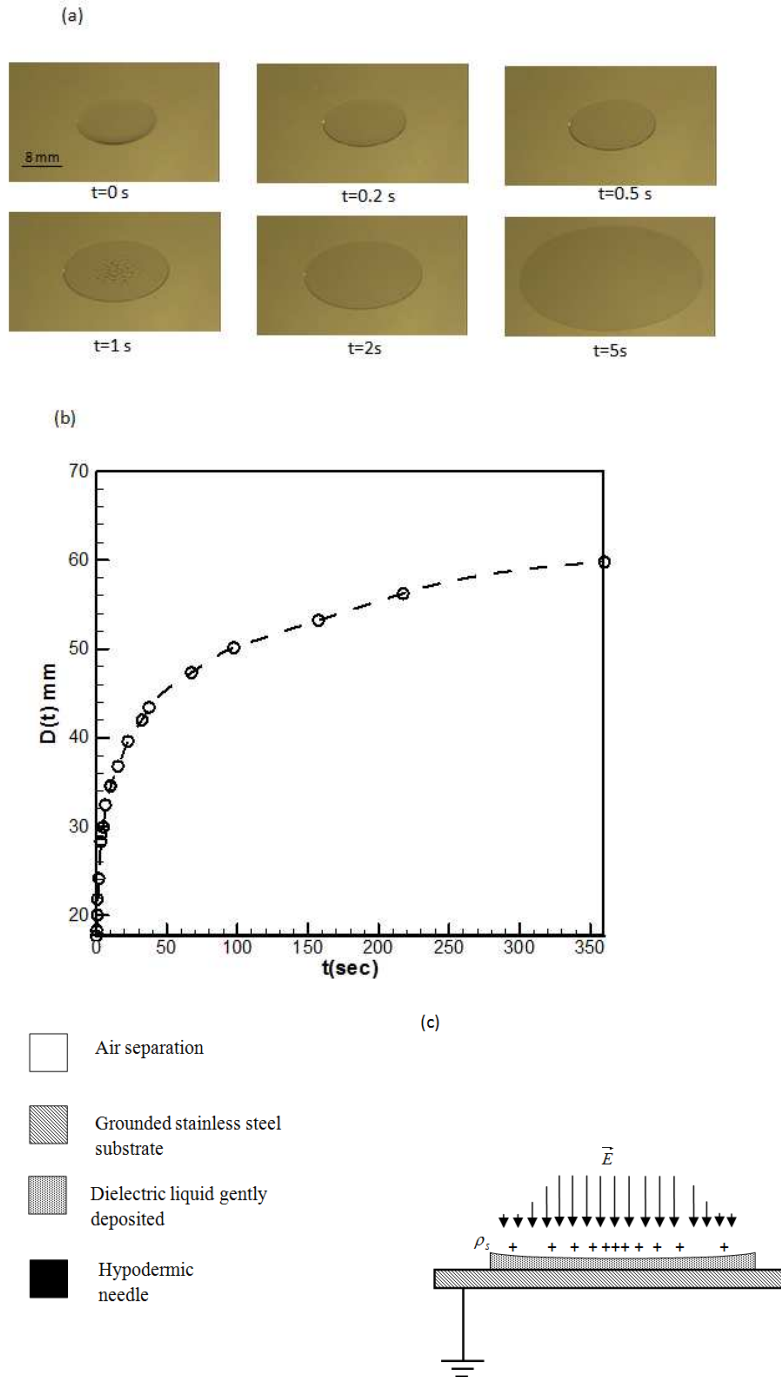 (a)
8 mm
t=0 s
t=0.2 s
t=0.5 s
t=1 s
t=2s
t=5s
(b)
70
60
50
40
30
20
D(t) mm
0
50
100
150
200
250
300
350
t(sec)
(c)
Air separation
Grounded stainless steel
substrate
Dielectric liquid gently
deposited
Hypodermic
needle
E
ρs
+ + + + + + + + + + +